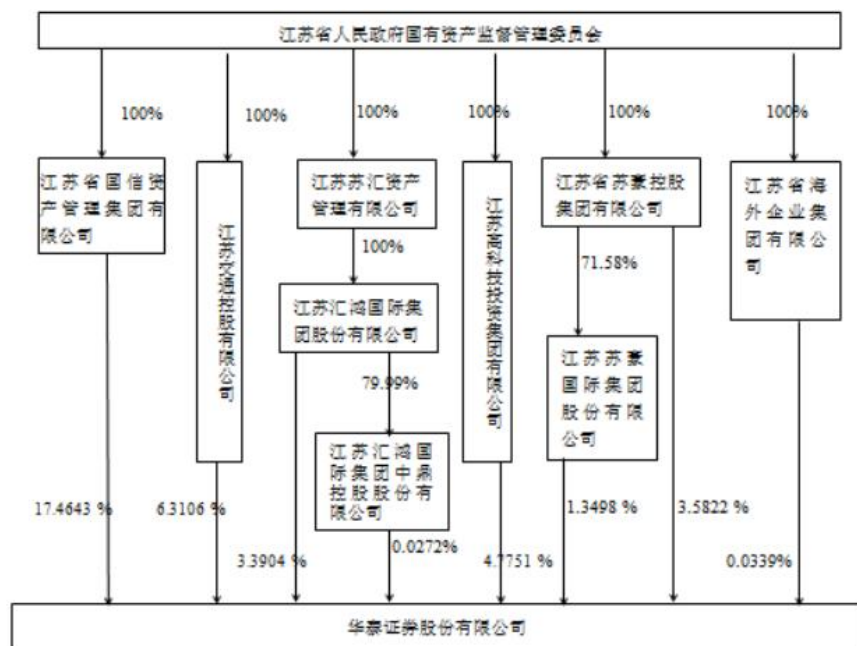 江苏省人民政府国有资产监督管理委员会
100%
100%
100%
100%
100%
100%
江苏省国信资
产管理集团有
限公司
江苏交通控股有限公司
江苏苏汇资产
管理有限公司
江苏高科技投资集团有限公司
江苏省苏豪控股
集团有限公司
江苏省海
外企业集
团有限公
司
100%
71.58%
江苏汇鸿国际集
团股份有限公司
79.99%
江苏苏豪
国际集团
股份有限
公司
江苏汇鸿国
际集团中鼎
控股股份有
限公司
17.4643 %
6.3106 %
3.3904 %
0.0272%
4.7751 %
1.3498 %
3.5822 %
0.0339%
华泰证券股份有限公司